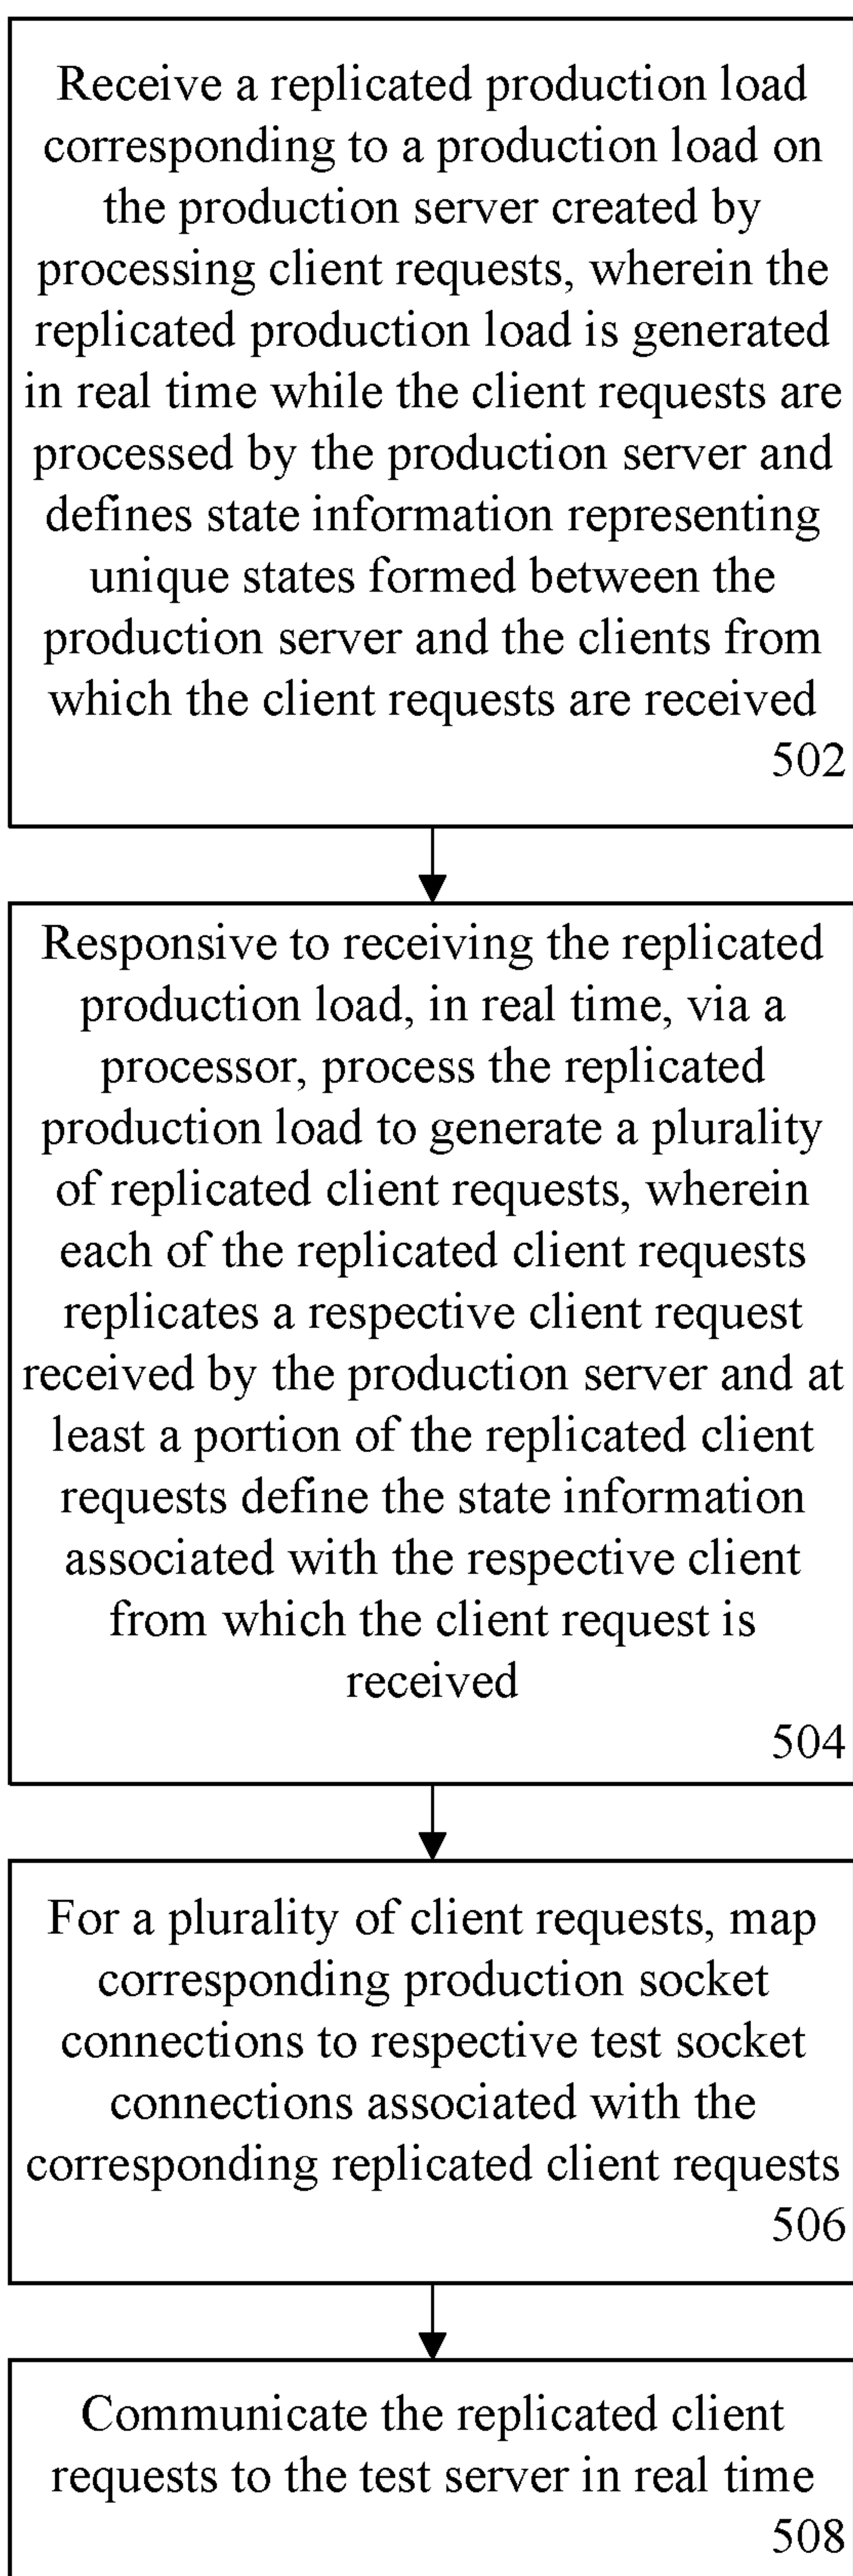 Receive a replicated production load
corresponding to a production load on
the production server created by
processing client requests, wherein the
replicated production load is generated
in real time while the client requests are
processed by the production server and
defines state information representing
unique states formed between the
production server and the clients from
which the client requests are received
502
Responsive to receiving the replicated
production load, in real time, via a
processor, process the replicated
production load to generate a plurality
of replicated client requests, wherein
each of the replicated client requests
replicates a respective client request
received by the production server and at
least a portion of the replicated client
requests define the state information
associated with the respective client
from which the client request is
received
504
For a plurality of client requests, map
corresponding production socket
connections to respective test socket
connections associated with the
corresponding replicated client requests
506
Communicate the replicated client
requests to the test server in real time
508